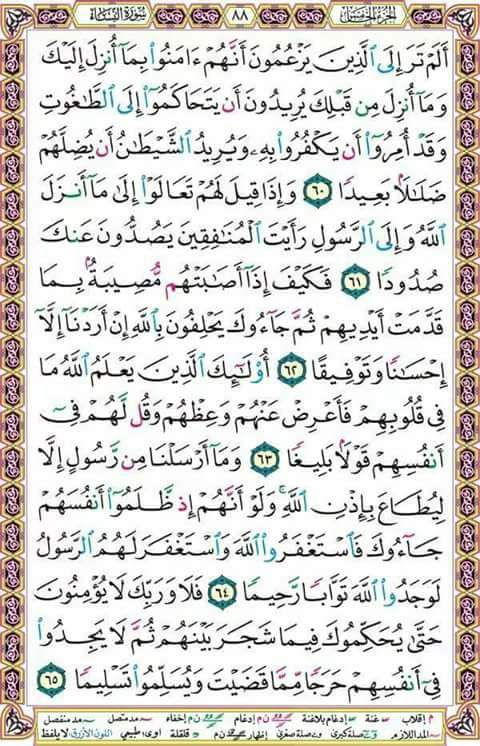 الجزء الخامس ٨٨ سورة النساء
أَلَمْ تَرَ إِلَى ٱلَّذِينَ يَزْعُمُونَ أَنَّهُمْ ءَامَنُوا۟ بِمَآ أُنزِلَ إِلَيْكَ
وَمَآ أُنزِلَ مِن قَبْلِكَ يُرِيدُونَ أَن يَتَحَاكَمُوٓا۟ إِلَى ٱلطَّٰغُوتِ
وَقَدْ أُمِرُوٓا۟ أَن يَكْفُرُوا۟ بِهِۦ وَيُرِيدُ ٱلشَّيْطَٰنُ أَن يُضِلَّهُمْ
ضَلَٰلًۢا بَعِيدًا ٦٠ وَإِذَا قِيلَ لَهُمْ تَعَالَوْا۟ إِلَىٰ مَآ أَنزَلَ
ٱللَّهُ وَإِلَى ٱلرَّسُولِ رَأَيْتَ ٱلْمُنَٰفِقِينَ يَصُدُّونَ عَنكَ
صُدُودًا ٦١ فَكَيْفَ إِذَآ أَصَٰبَتْهُم مُّصِيبَةٌۢ بِمَا
قَدَّمَتْ أَيْدِيهِمْ ثُمَّ جَآءُوكَ يَحْلِفُونَ بِٱللَّهِ إِنْ أَرَدْنَآ إِلَّآ
إِحْسَٰنًا وَتَوْفِيقًا ٦٢ أُو۟لَٰٓئِكَ ٱلَّذِينَ يَعْلَمُ ٱللَّهُ مَا
فِى قُلُوبِهِمْ فَأَعْرِضْ عَنْهُمْ وَعِظْهُمْ وَقُل لَّهُمْ فِىٓ
أَنفُسِهِمْ قَوْلًۢا بَلِيغًا ٦٣ وَمَآ أَرْسَلْنَا مِن رَّسُولٍ إِلَّا
لِيُطَاعَ بِإِذْنِ ٱللَّهِ ۚ وَلَوْ أَنَّهُمْ إِذ ظَّلَمُوٓا۟ أَنفُسَهُمْ
جَآءُوكَ فَٱسْتَغْفَرُوا۟ ٱللَّهَ وَٱسْتَغْفَرَ لَهُمُ ٱلرَّسُولُ
لَوَجَدُوا۟ ٱللَّهَ تَوَّابًا رَّحِيمًا ٦٤ فَلَا وَرَبِّكَ لَا يُؤْمِنُونَ
حَتَّىٰ يُحَكِّمُوكَ فِيمَا شَجَرَ بَيْنَهُمْ ثُمَّ لَا يَجِدُوا۟
فِىٓ أَنفُسِهِمْ حَرَجًا مِّمَّا قَضَيْتَ وَيُسَلِّمُوا۟ تَسْلِيمًا ٦٥
م إقلاب غنة إدغام بلاغنة ن م إدغام ن م إخفاء مد متصل مد منفصل
المد اللازم صلة كبرى صلة صغرى إظهار ن م قلقلة ا و ى: طبيعي اللون الأزرق: لا يلفظ